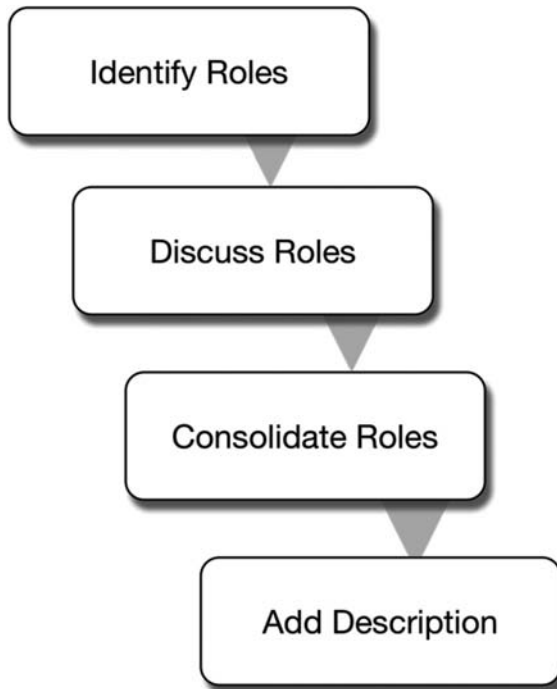 Identify Roles
Discuss Roles
Consolidate Roles
Add Description